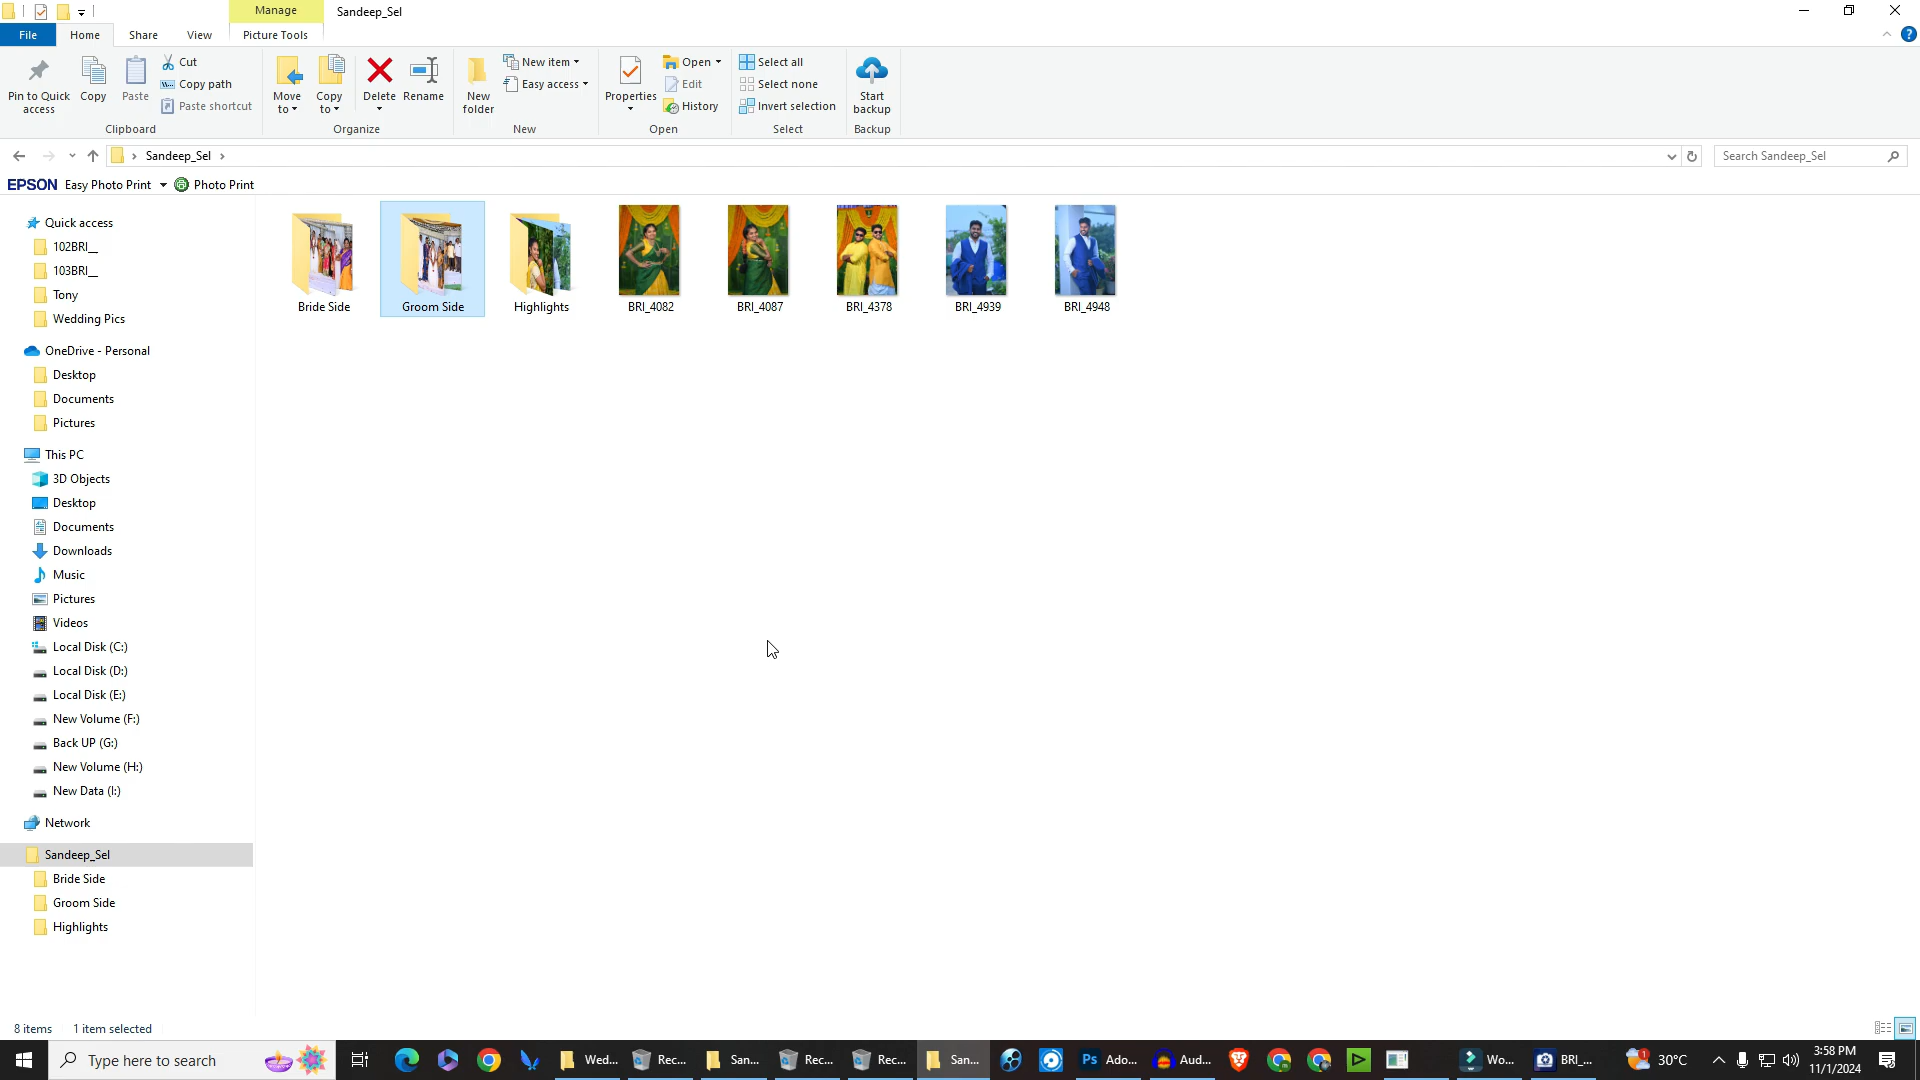 Manage
Sandeep_Sel
File
Home
Share
View
Picture Tools
Pin to Quick access
Copy
Paste
Cut
Copy path
Paste shortcut
Clipboard
Move to
Copy to
Delete
Rename
Organize
New folder
New item
Easy access
New
Properties
Open
Edit
History
Open
Select all
Select none
Invert selection
Select
Start backup
Backup
Sandeep_Sel
Search Sandeep_Sel
EPSON Easy Photo Print Photo Print
Quick access
102BRI__
103BRI__
Tony
Wedding Pics
OneDrive - Personal
Desktop
Documents
Pictures
This PC
3D Objects
Desktop
Documents
Downloads
Music
Pictures
Videos
Local Disk (C:)
Local Disk (D:)
Local Disk (E:)
New Volume (F:)
Back UP (G:)
New Volume (H:)
New Data (I:)
Network
Sandeep_Sel
Bride Side
Groom Side
Highlights
Bride Side
Groom Side
Highlights
BRI_4082
BRI_4087
BRI_4378
BRI_4939
BRI_4948
8 items 1 item selected
Type here to search
Wed...
Rec...
San...
Rec...
Rec...
San...
Ps Ado...
Aud...
Wo...
BRI_...
1
30°C
3:58 PM
11/1/2024